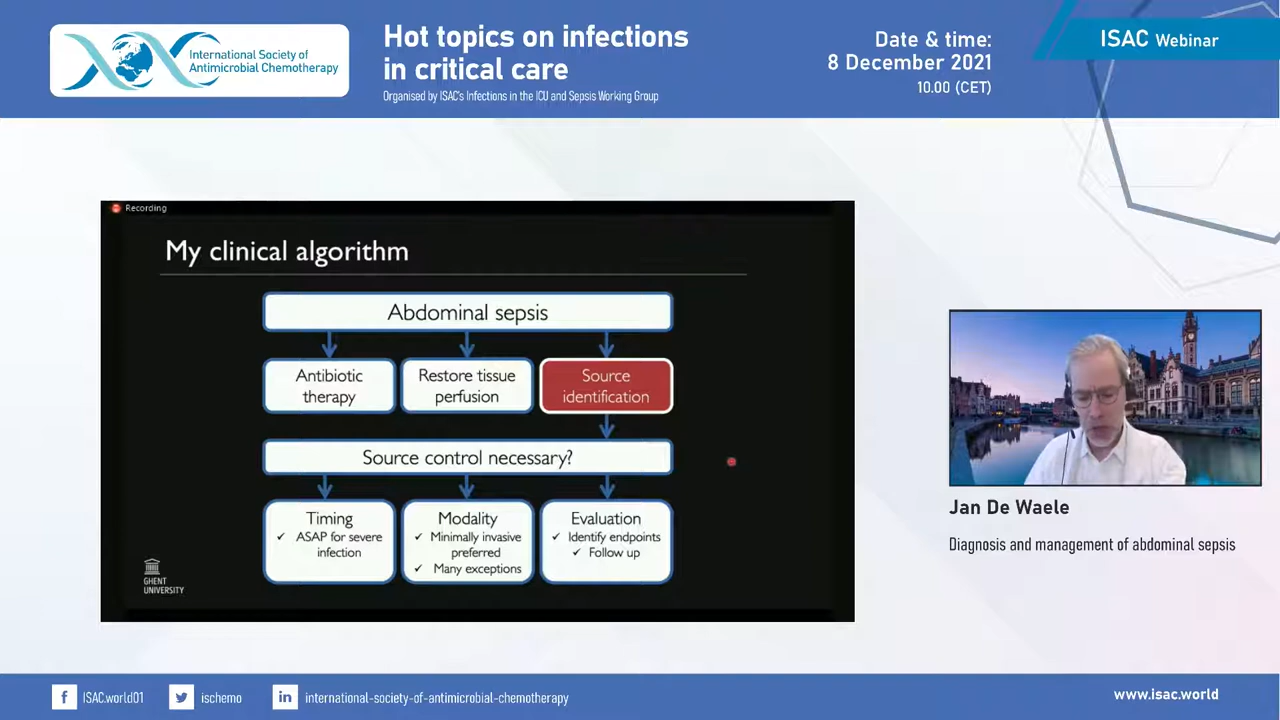 International Society of
Antimicrobial Chemotherapy
Hot topics on infections
in critical care
Organised by ISAC's Infections in the ICU and Sepsis Working Group
Date & time:
8 December 2021
10.00 (CET)
ISAC Webinar
Recording
My clinical algorithm
Abdominal sepsis
Antibiotic
therapy
Restore tissue
perfusion
Source
identification
Source control necessary?
Timing
✓ ASAP for severe
infection
Modality
✓ Minimally invasive
preferred
✓ Many exceptions
Evaluation
✓ Identify endpoints
✓ Follow up
GHENT
UNIVERSITY
Jan De Waele
Diagnosis and management of abdominal sepsis
f ISAC.world01
ischemo
in international-society-of-antimicrobial-chemotherapy
www.isac.world